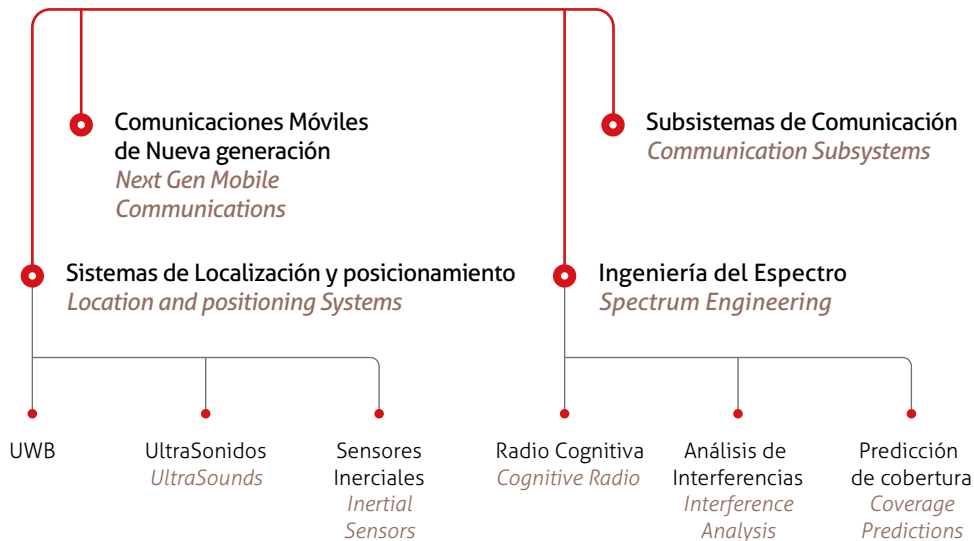 Comunicaciones Móviles
de Nueva generación
Next Gen Mobile
Communications
Subsistemas de Comunicación
Communication Subsystems
Sistemas de Localización y posicionamiento
Location and positioning Systems
Ingeniería del Espectro
Spectrum Engineering
UWB
UltraSonidos
UltraSounds
Sensores
Inerciales
Inertial
Sensors
Radio Cognitiva
Cognitive Radio
Análisis de
Interferencias
Interference
Analysis
Predicción
de cobertura
Coverage
Predictions